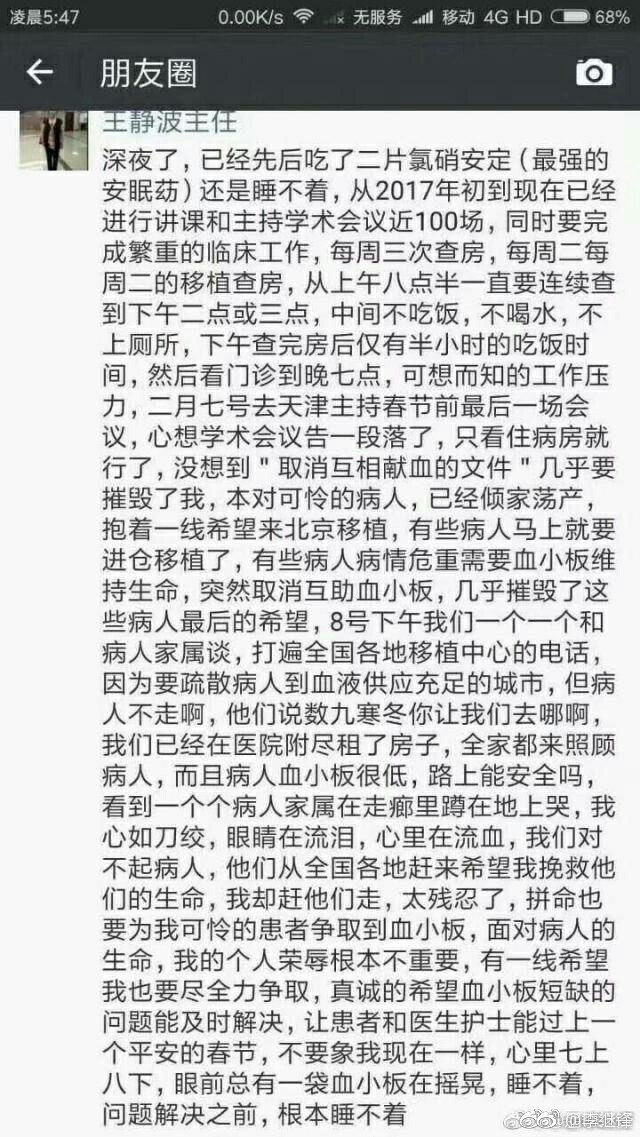 凌晨5:47 0.00K/s 无服务 移动 4G HD 68%
朋友圈
王静波主任
深夜了，已经先后吃了二片氯硝安定（最强的
安眠药）还是睡不着，从2017年初到现在已经
进行讲课和主持学术会议近100场，同时要完
成繁重的临床工作，每周三次查房，每周二每
周二的移植查房，从上午八点半一直要连续查
到下午二点或三点，中间不吃饭，不喝水，不
上厕所，下午查完房后仅有半小时的吃饭时
间，然后看门诊到晚七点，可想而知的工作压
力，二月七号去天津主持春节前最后一场会
议，心想学术会议告一段落了，只看住病房就
行了，没想到＂取消互相献血的文件＂几乎要
摧毁了我，本对可怜的病人，已经倾家荡产，
抱着一线希望来北京移植，有些病人马上就要
进仓移植了，有些病人病情危重需要血小板维
持生命，突然取消互助血小板，几乎摧毁了这
些病人最后的希望，8号下午我们一个一个和
病人家属谈，打遍全国各地移植中心的电话，
因为要疏散病人到血液供应充足的城市，但病
人不走啊，他们说数九寒冬你让我们去哪啊，
我们已经在医院附尽租了房子，全家都来照顾
病人，而且病人血小板很低，路上能安全吗，
看到一个个病人家属在走廊里蹲在地上哭，我
心如刀绞，眼睛在流泪，心里在流血，我们对
不起病人，他们从全国各地赶来希望我挽救他
们的生命，我却赶他们走，太残忍了，拼命也
要为我可怜的患者争取到血小板，面对病人的
生命，我的个人荣辱根本不重要，有一线希望
我也要尽全力争取，真诚的希望血小板短缺的
问题能及时解决，让患者和医生护士能过上一
个平安的春节，不要象我现在一样，心里七上
八下，眼前总有一袋血小板在摇晃，睡不着，
问题解决之前，根本睡不着
@李继锋